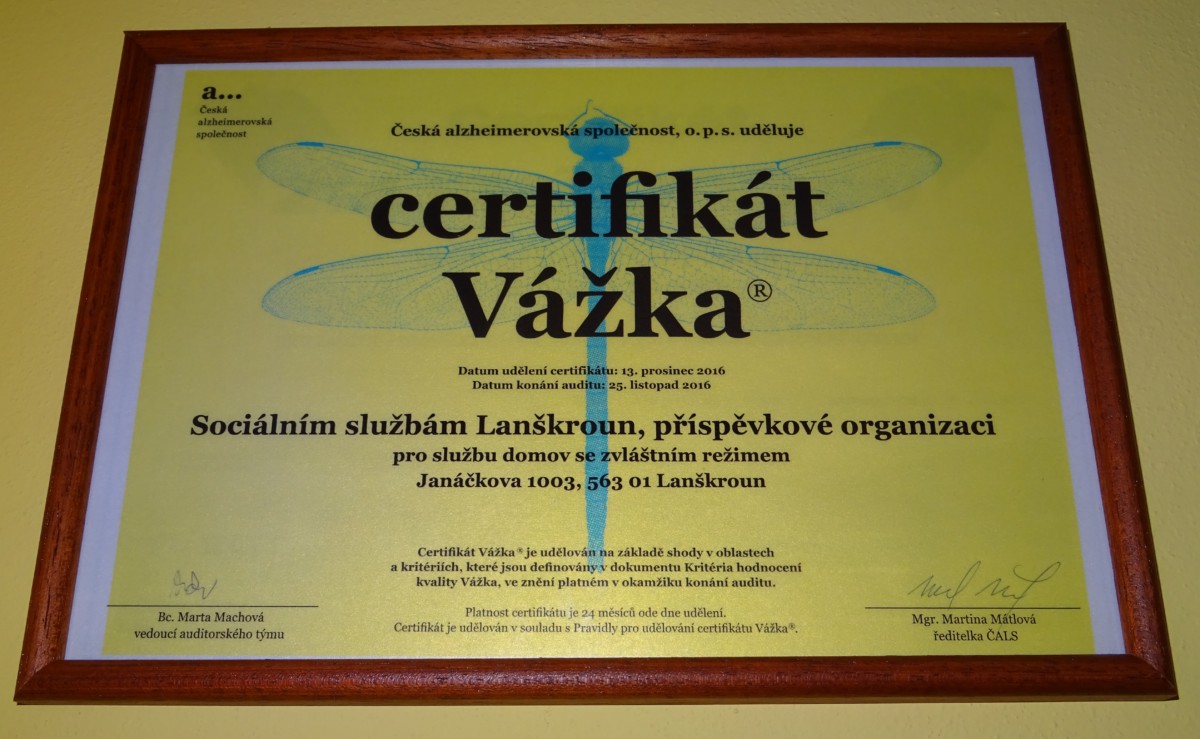 a...
Česká
alzheimerovská
společnost
Česká alzheimerovská společnost, o. p. s. uděluje
certifikát
Vážka®
Datum udělení certifikátu: 13. prosinec 2016
Datum konání auditu: 25. listopad 2016
Sociálním službám Lanškroun, příspěvkové organizaci
pro službu domov se zvláštním režimem
Janáčkova 1003, 563 01 Lanškroun
Certifikát Vážka® je udělován na základě shody v oblastech
a kritériích, které jsou definovány v dokumentu Kritéria hodnocení
kvality Vážka, ve znění platném v okamžiku konání auditu.
Platnost certifikátu je 24 měsíců ode dne udělení.
Certifikát je udělován v souladu s Pravidly pro udělování certifikátu Vážka®.
Bc. Marta Machová
vedoucí auditorského týmu
Mgr. Martina Mátlová
ředitelka ČALS